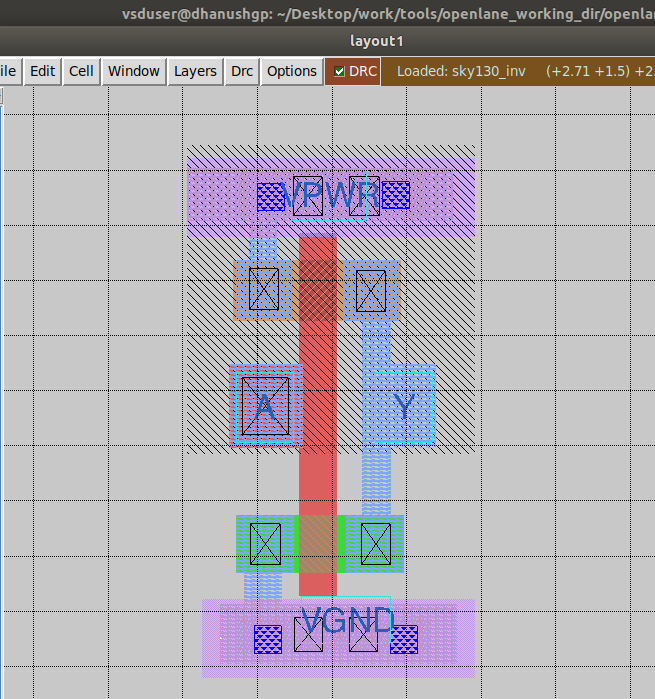 vsduser@dhanushgp: ~/Desktop/work/tools/openlane_working_dir/openla
layout1
ile Edit Cell Window Layers Drc Options DRC Loaded: sky130_inv (+2.71 +1.5) +2.
VPWR
A Y
VGND